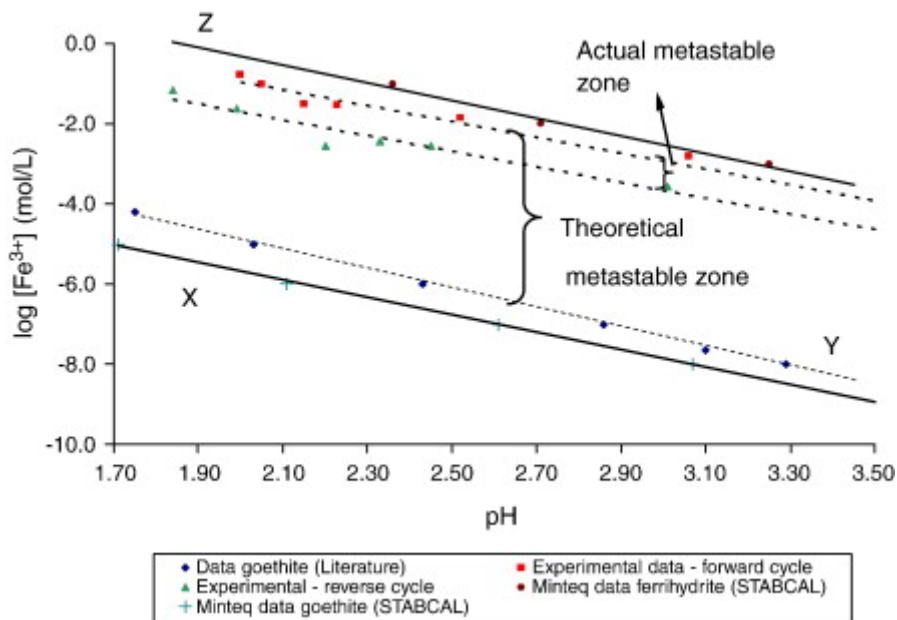 Z
Actual metastable
zone
0.0
-2.0
-4.0
-6.0
-8.0
-10.0
log [Fe3+] (mol/L)
Theoretical
metastable zone
X
Y
1.70 1.90 2.10 2.30 2.50 2.70 2.90 3.10 3.30 3.50
pH
Data goethite (Literature) Experimental data - forward cycle
Experimental - reverse cycle Minteq data ferrihydrite (STABCAL)
Minteq data goethite (STABCAL)